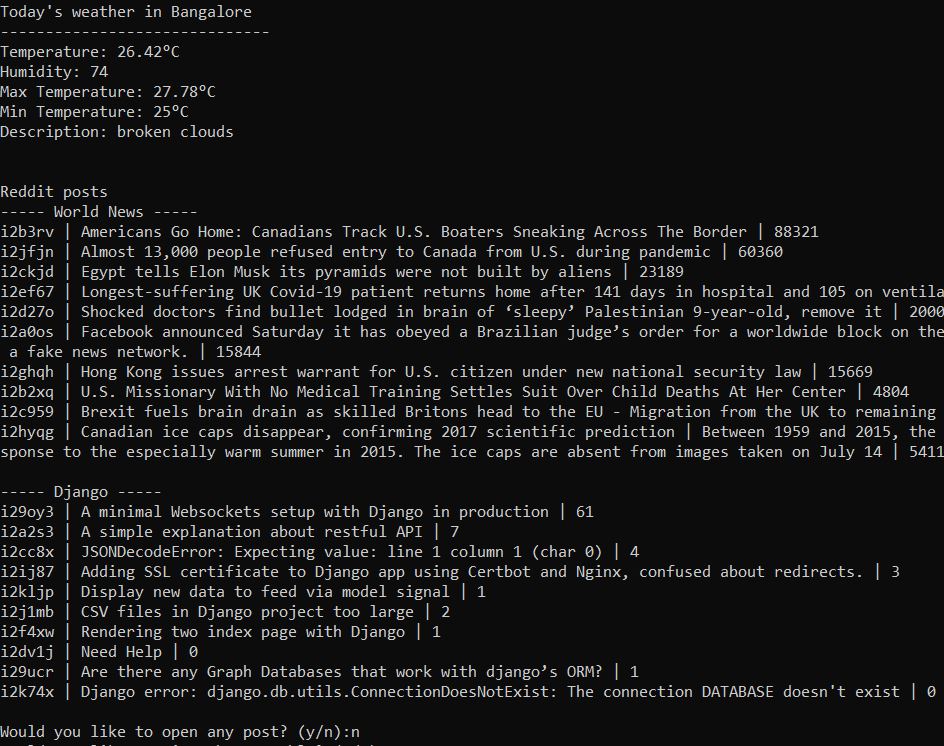 Today's weather in Bangalore
------------------------------
Temperature: 26.42°C
Humidity: 74
Max Temperature: 27.78°C
Min Temperature: 25°C
Description: broken clouds
Reddit posts
----- World News -----
i2b3rv | Americans Go Home: Canadians Track U.S. Boaters Sneaking Across The Border | 88321
i2jfjn | Almost 13,000 people refused entry to Canada from U.S. during pandemic | 60360
i2ckjd | Egypt tells Elon Musk its pyramids were not built by aliens | 23189
i2ef67 | Longest-suffering UK Covid-19 patient returns home after 141 days in hospital and 105 on ventila
i2d27o | Shocked doctors find bullet lodged in brain of ‘sleepy’ Palestinian 9-year-old, remove it | 2000
i2a0os | Facebook announced Saturday it has obeyed a Brazilian judge’s order for a worldwide block on the
a fake news network. | 15844
i2ghqh | Hong Kong issues arrest warrant for U.S. citizen under new national security law | 15669
i2b2xq | U.S. Missionary With No Medical Training Settles Suit Over Child Deaths At Her Center | 4804
i2c959 | Brexit fuels brain drain as skilled Britons head to the EU - Migration from the UK to remaining
i2hyqg | Canadian ice caps disappear, confirming 2017 scientific prediction | Between 1959 and 2015, the
sponse to the especially warm summer in 2015. The ice caps are absent from images taken on July 14 | 5411
----- Django -----
i29oy3 | A minimal Websockets setup with Django in production | 61
i2a2s3 | A simple explanation about restful API | 7
i2cc8x | JSONDecodeError: Expecting value: line 1 column 1 (char 0) | 4
i2ij87 | Adding SSL certificate to Django app using Certbot and Nginx, confused about redirects. | 3
i2kljp | Display new data to feed via model signal | 1
i2j1mb | CSV files in Django project too large | 2
i2f4xw | Rendering two index page with Django | 1
i2dv1j | Need Help | 0
i29ucr | Are there any Graph Databases that work with django’s ORM? | 1
i2k74x | Django error: django.db.utils.ConnectionDoesNotExist: The connection DATABASE doesn't exist | 0
Would you like to open any post? (y/n):n